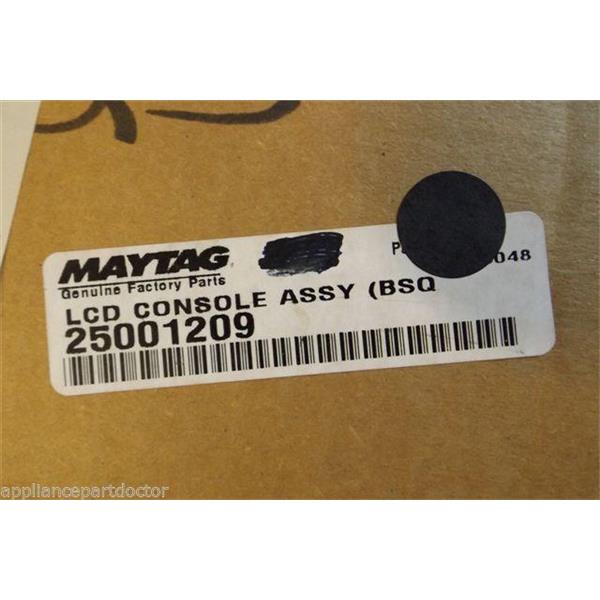 MAYTAG
Genuine Factory Parts
048
LCD CONSOLE ASSY (BSQ
25001209
appliancepartdoctor